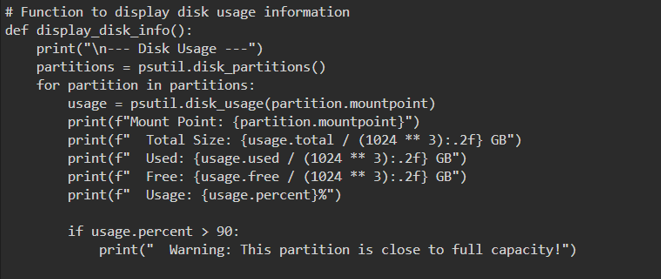 # Function to display disk usage information
def display_disk_info():
    print("\n--- Disk Usage ---")
    partitions = psutil.disk_partitions()
    for partition in partitions:
        usage = psutil.disk_usage(partition.mountpoint)
        print(f"Mount Point: {partition.mountpoint}")
        print(f"  Total Size: {usage.total / (1024 ** 3):.2f} GB")
        print(f"  Used: {usage.used / (1024 ** 3):.2f} GB")
        print(f"  Free: {usage.free / (1024 ** 3):.2f} GB")
        print(f"  Usage: {usage.percent}%")

        if usage.percent > 90:
            print("  Warning: This partition is close to full capacity!")